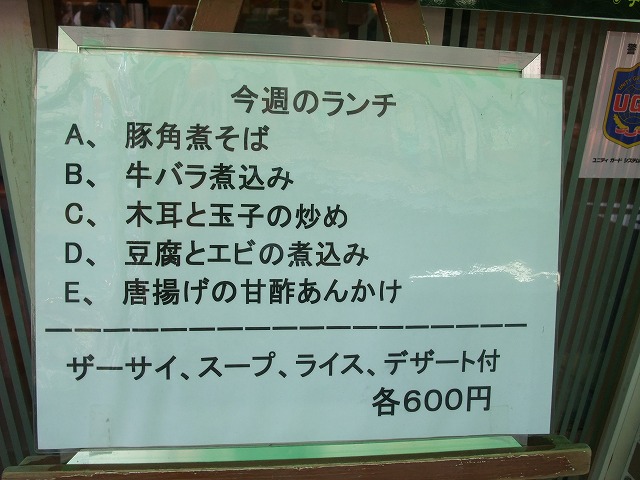 今週のランチ
A、 豚角煮そば
B、 牛バラ煮込み
C、 木耳と玉子の炒め
D、 豆腐とエビの煮込み
E、 唐揚げの甘酢あんかけ
ザーサイ、スープ、ライス、デザート付
各600円